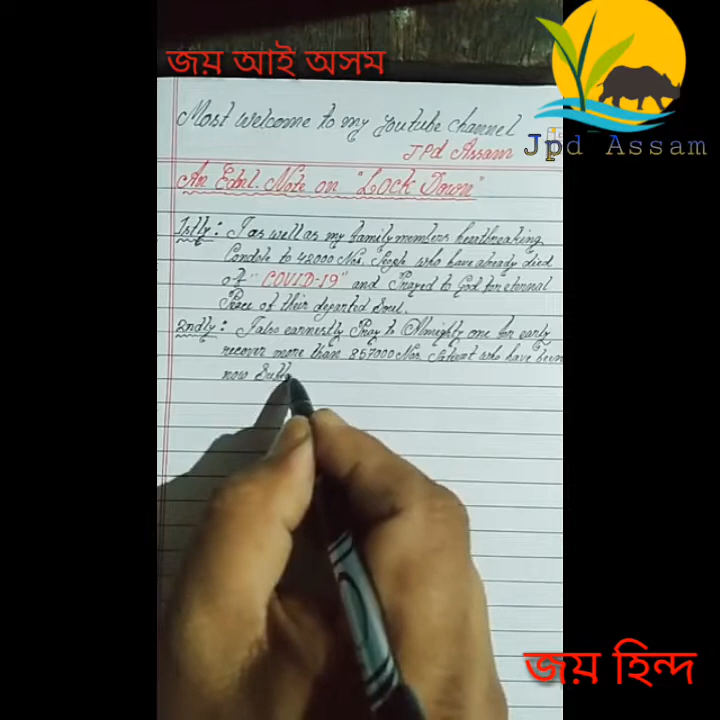 জয় আই অসম
Most welcome to my Youtube channel
JPd Assam
Jpd Assam
An Ednl. Note on "Lock Down"
1stly: I as well as my family members heartbreaking
Condole to 42000 Nos. People who have already died
of "COVID-19" and Prayed to God for eternal
Peace of their departed Soul.
2ndly: I also earnestly Pray to Almighty one for early
recover more than 857000 Nos. Patient who have been
now Suffe
জয় হিন্দ